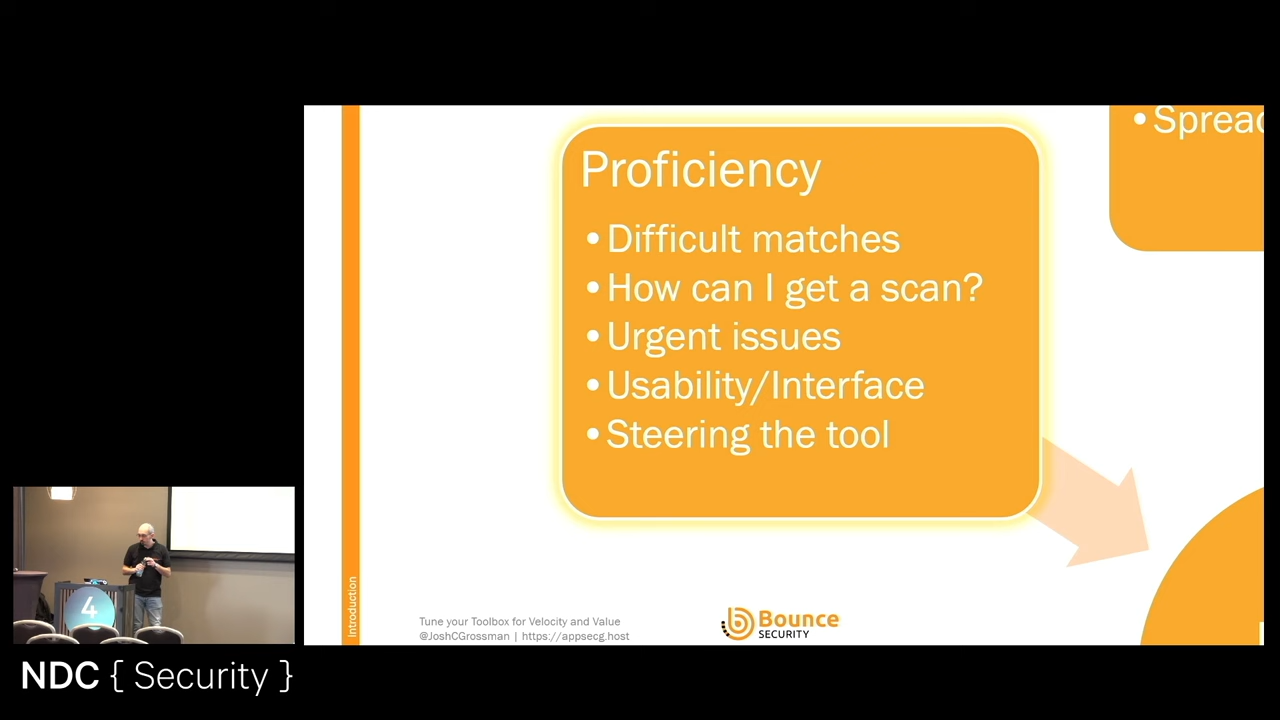 • Spread
Proficiency
• Difficult matches
• How can I get a scan?
• Urgent issues
• Usability/Interface
• Steering the tool
Introduction
Tune your Toolbox for Velocity and Value
@JoshCGrossman | https://appsecg.host
Bounce
SECURITY
4
NDC { Security }